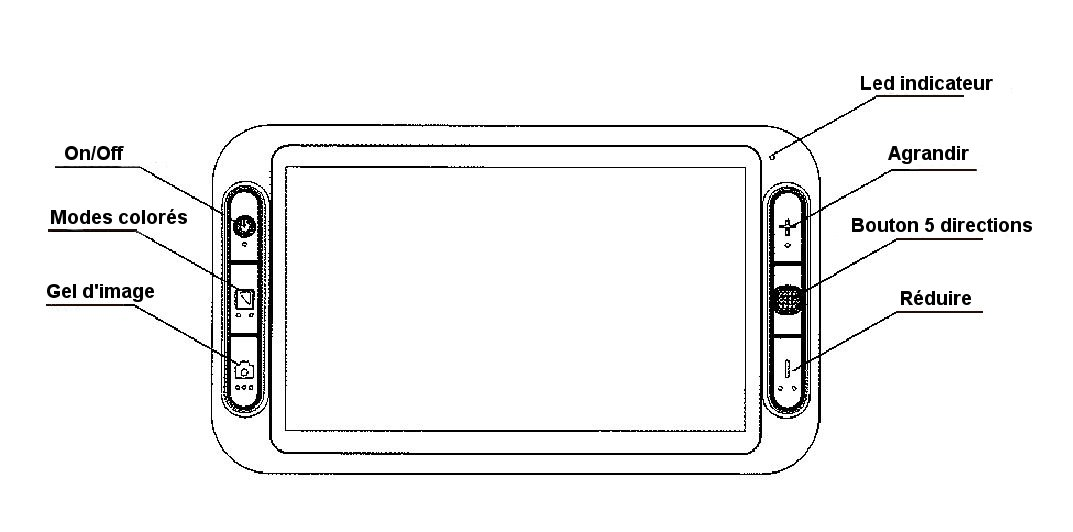 Led indicateur
On/Off
Agrandir
Modes colorés
Bouton 5 directions
Gel d'image
Réduire